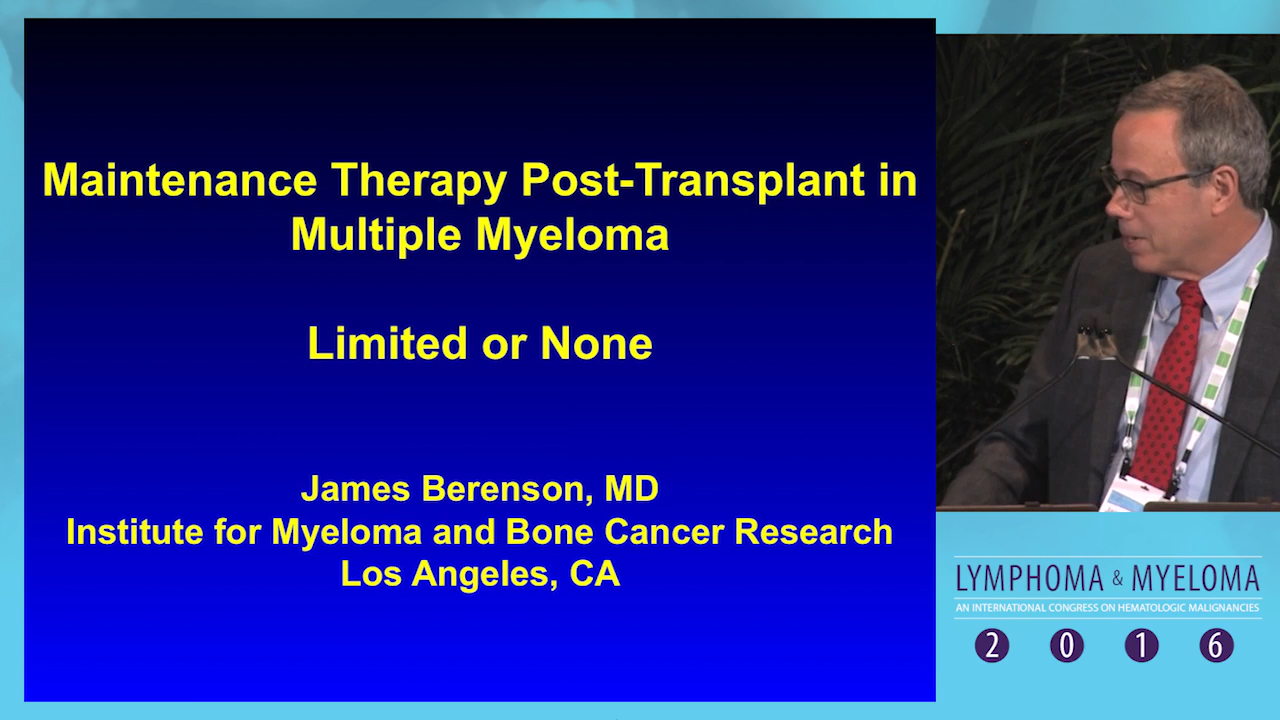 Maintenance Therapy Post-Transplant in
Multiple Myeloma
Limited or None
James Berenson, MD
Institute for Myeloma and Bone Cancer Research
Los Angeles, CA
LYMPHOMA & MYELOMA
AN INTERNATIONAL CONGRESS ON HEMATOLOGIC MALIGNANCIES
2 0 1 6